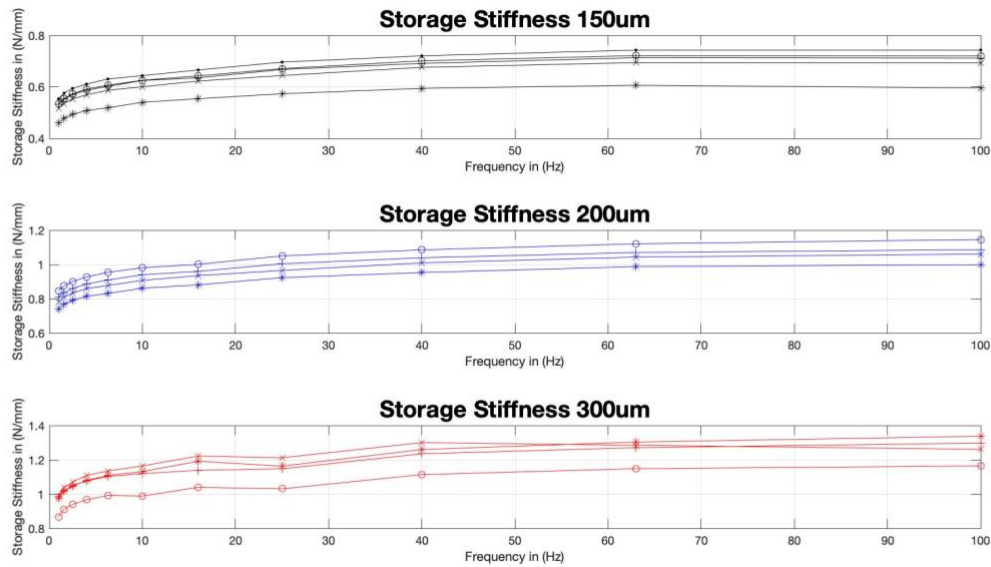 Storage Stiffness 150um
Storage Stiffness in (N/mm)
0.8
0.6
0.4
0 10 20 30 40 50 60 70 80 90 100
Frequency in (Hz)
Storage Stiffness 200um
Storage Stiffness in (N/mm)
1.2
1
0.8
0.6
0 10 20 30 40 50 60 70 80 90 100
Frequency in (Hz)
Storage Stiffness 300um
Storage Stiffness in (N/mm)
1.4
1.2
1
0.8
0 10 20 30 40 50 60 70 80 90 100
Frequency in (Hz)